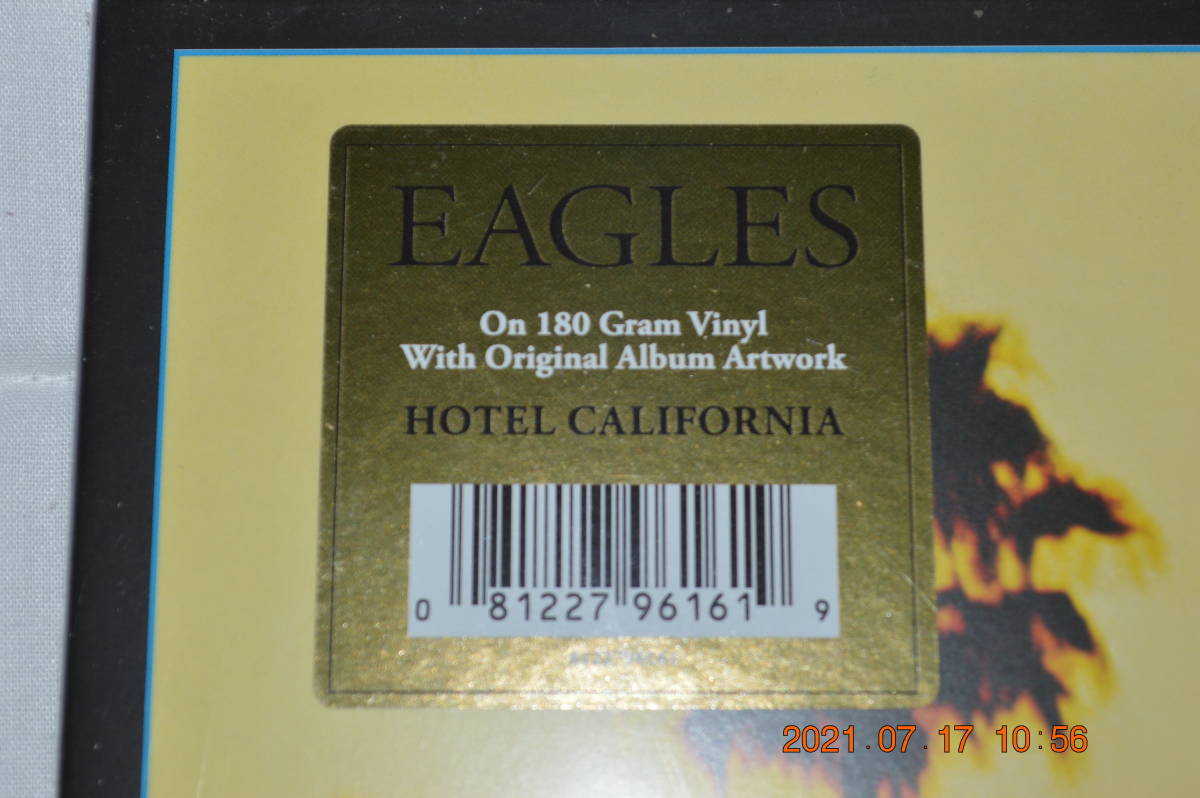 EAGLES
On 180 Gram Vinyl
With Original Album Artwork
HOTEL CALIFORNIA
0 81227 96161 9
2021.07.17 10:56